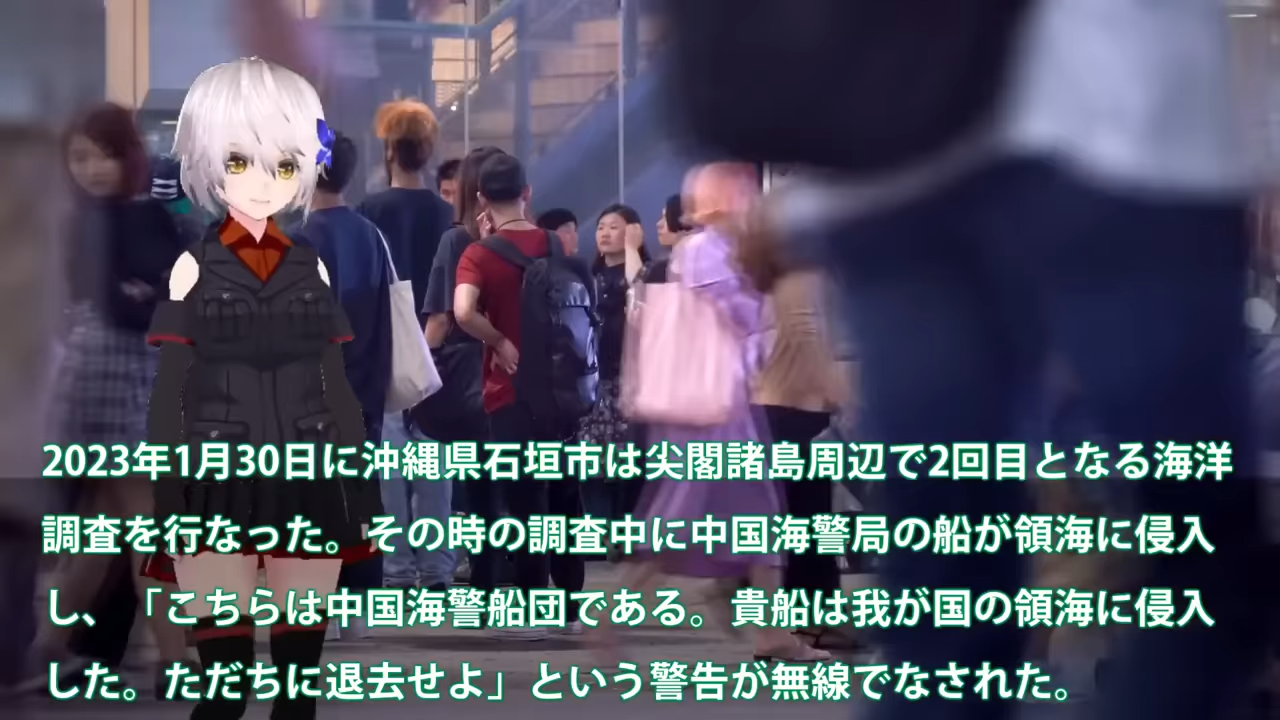 2023年1月30日に沖縄県石垣市は尖閣諸島周辺で2回目となる海洋
調査を行なった。その時の調査中に中国海警局の船が領海に侵入
し、「こちらは中国海警船団である。貴船は我が国の領海に侵入
した。ただちに退去せよ」という警告が無線でなされた。